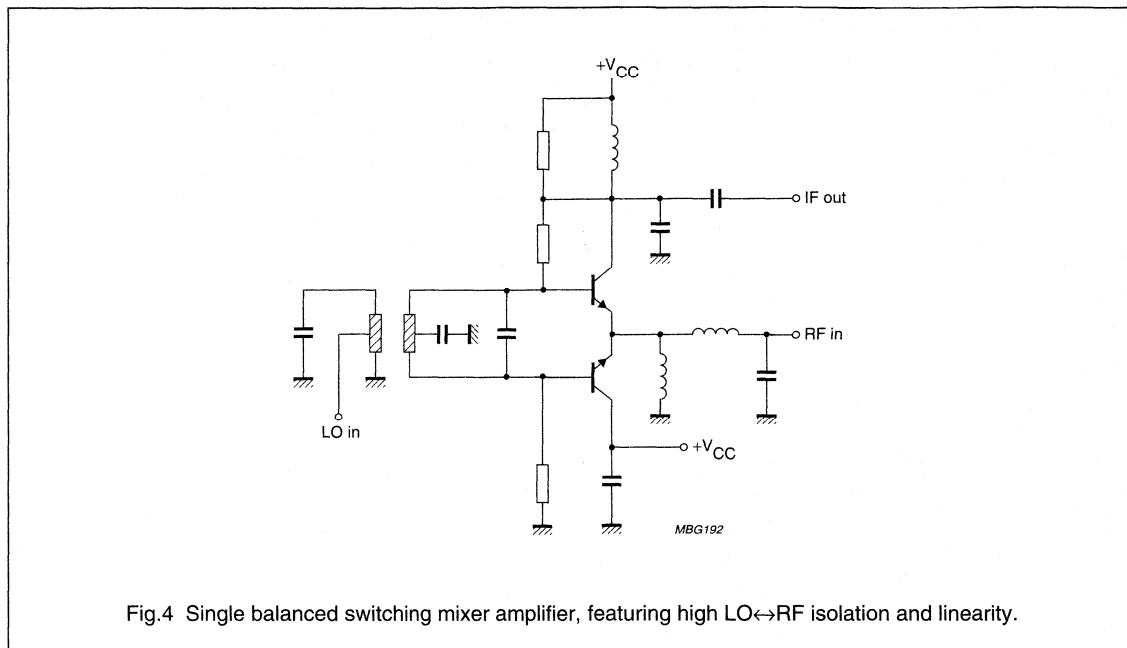 +VCC
IF out
RF in
LO in
+VCC
MBG192
Fig.4 Single balanced switching mixer amplifier, featuring high LO↔RF isolation and linearity.